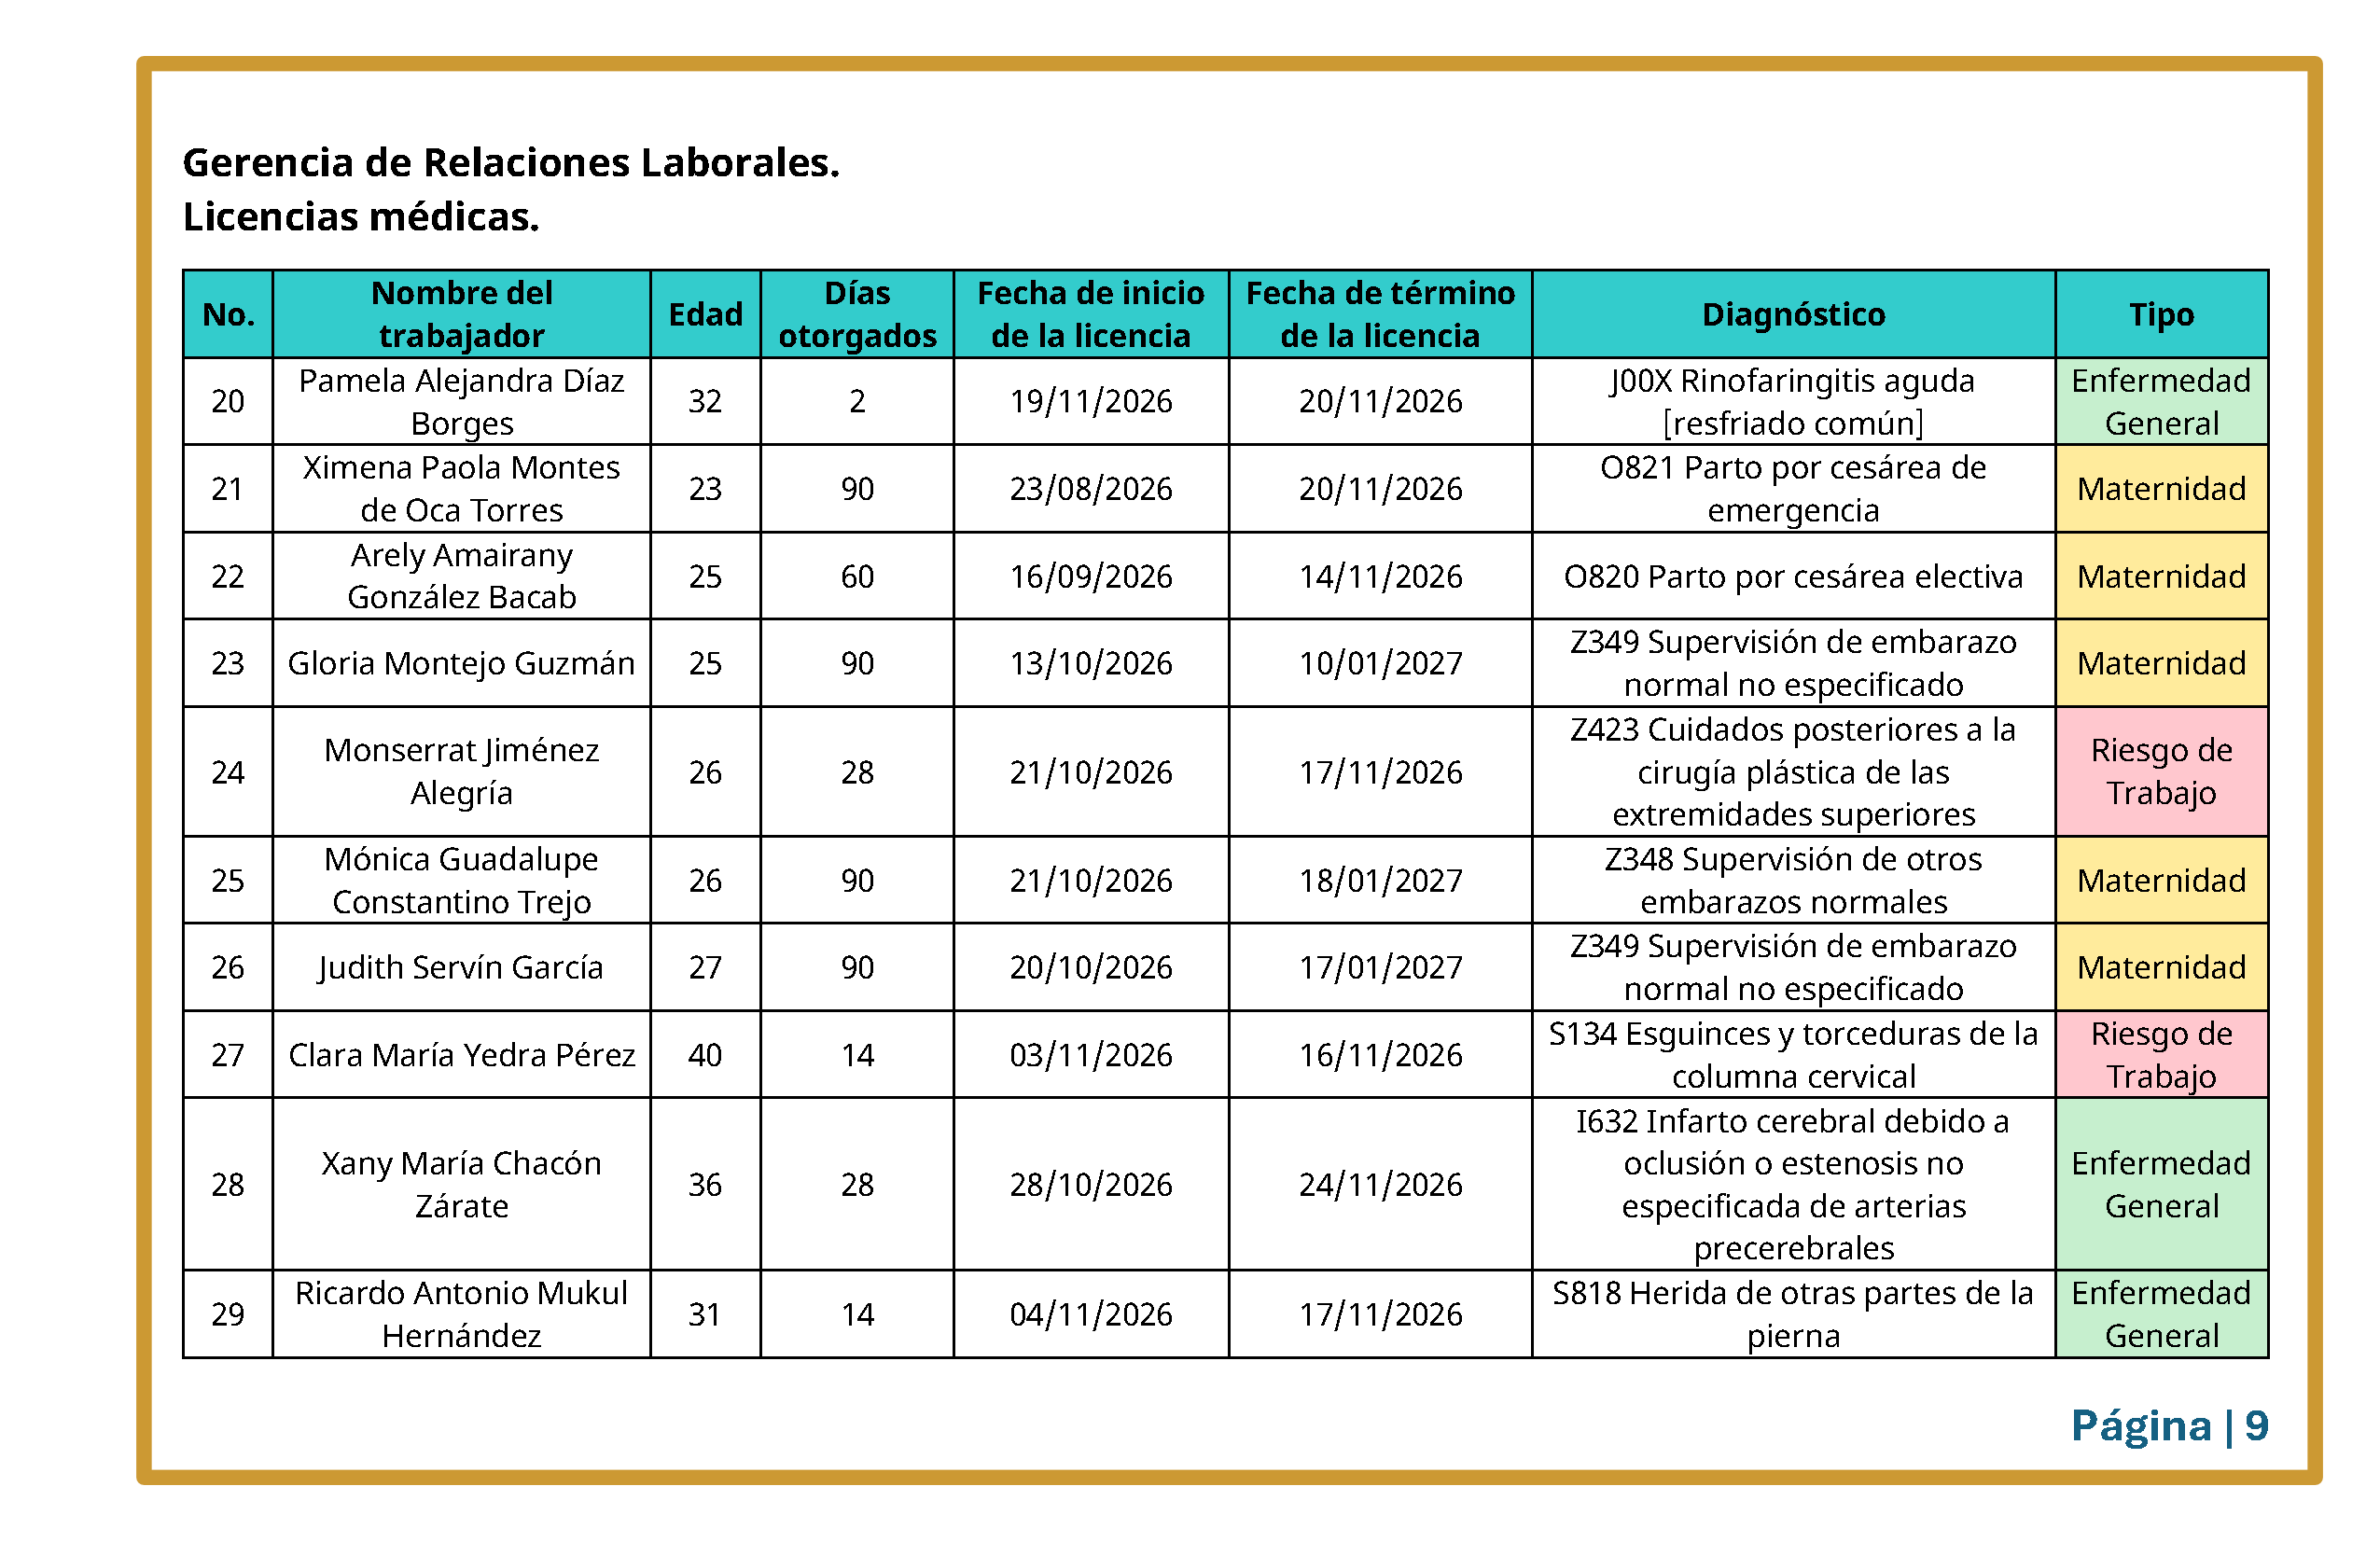 Gerencia de Relaciones Laborales.
Licencias médicas.
No. Nombre del trabajador Edad Días otorgados Fecha de inicio de la licencia Fecha de término de la licencia Diagnóstico Tipo
20 Pamela Alejandra Díaz Borges 32 2 19/11/2026 20/11/2026 J00X Rinofaringitis aguda [resfriado común] Enfermedad General
21 Ximena Paola Montes de Oca Torres 23 90 23/08/2026 20/11/2026 O821 Parto por cesárea de emergencia Maternidad
22 Arely Amairany González Bacab 25 60 16/09/2026 14/11/2026 O820 Parto por cesárea electiva Maternidad
23 Gloria Montejo Guzmán 25 90 13/10/2026 10/01/2027 Z349 Supervisión de embarazo normal no especificado Maternidad
24 Monserrat Jiménez Alegría 26 28 21/10/2026 17/11/2026 Z423 Cuidados posteriores a la cirugía plástica de las extremidades superiores Riesgo de Trabajo
25 Mónica Guadalupe Constantino Trejo 26 90 21/10/2026 18/01/2027 Z348 Supervisión de otros embarazos normales Maternidad
26 Judith Servín García 27 90 20/10/2026 17/01/2027 Z349 Supervisión de embarazo normal no especificado Maternidad
27 Clara María Yedra Pérez 40 14 03/11/2026 16/11/2026 S134 Esguinces y torceduras de la columna cervical Riesgo de Trabajo
28 Xany María Chacón Zárate 36 28 28/10/2026 24/11/2026 I632 Infarto cerebral debido a oclusión o estenosis no especificada de arterias precerebrales Enfermedad General
29 Ricardo Antonio Mukul Hernández 31 14 04/11/2026 17/11/2026 S818 Herida de otras partes de la pierna Enfermedad General
Página | 9